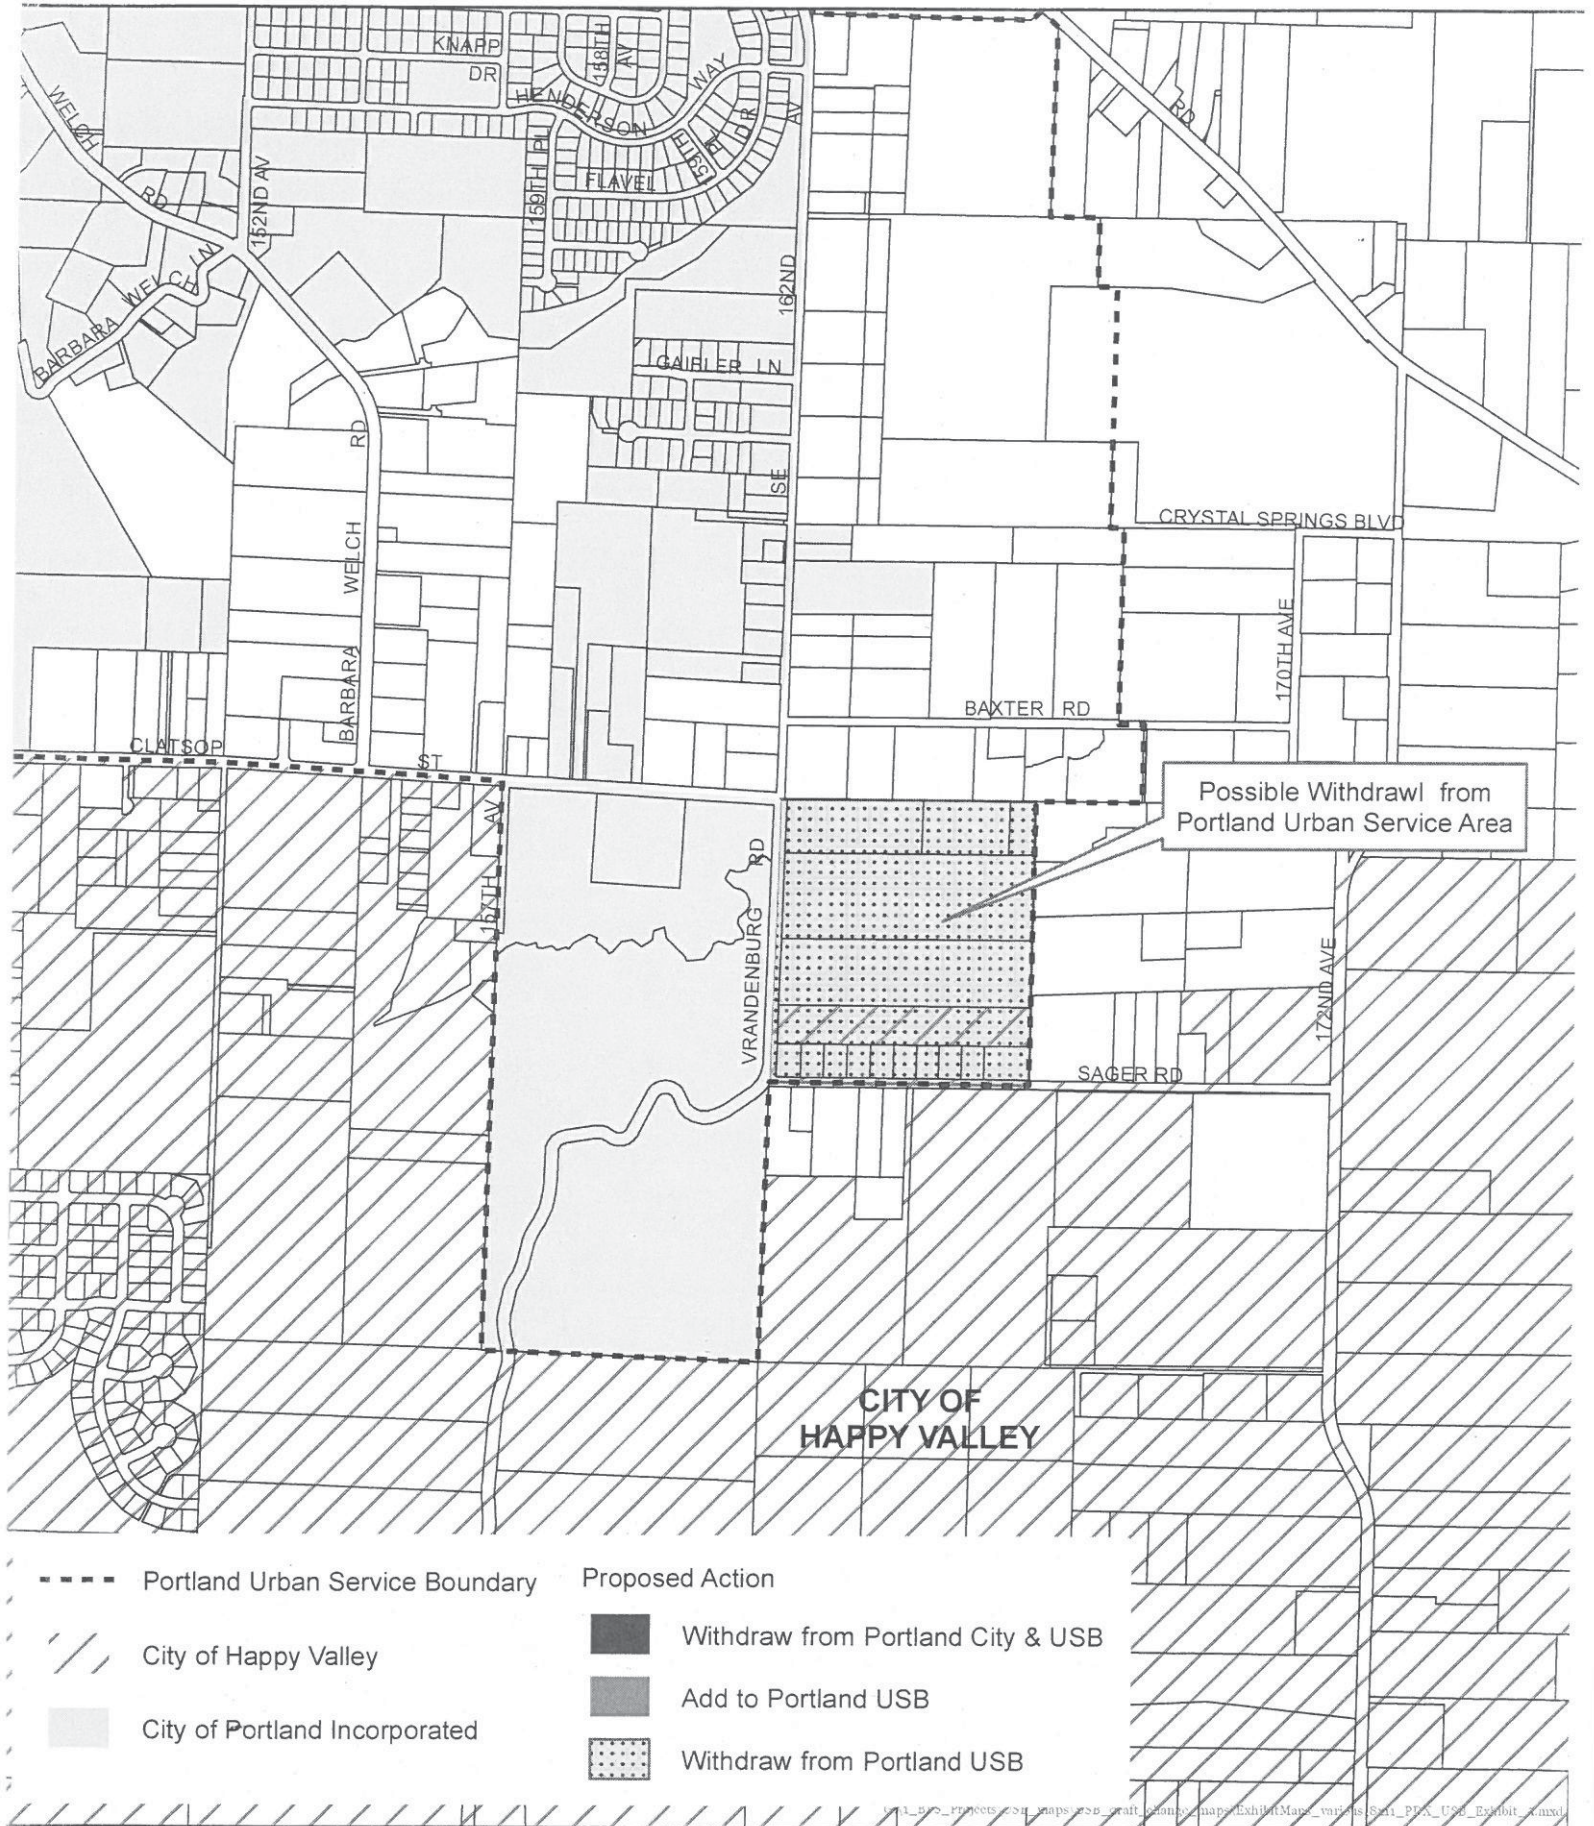 KNAPP
DR
158TH
AV
WAY
HENDERSON
WELCH
RD
152ND AV
159TH PL
FLAVEL
159TH
PL
DR
AV
RD
BARBARA WELCH LN
162ND
GAIBLER LN
RD
SE
CRYSTAL SPRINGS BLVD
WELCH
170TH AVE
BARBARA
BAXTER RD
CLATSOP
ST
Possible Withdrawl from
Portland Urban Service Area
AV
RD
157TH
VRANDENBURG
172ND AVE
SAGER RD
CITY OF
HAPPY VALLEY
Portland Urban Service Boundary
City of Happy Valley
City of Portland Incorporated
Proposed Action
Withdraw from Portland City & USB
Add to Portland USB
Withdraw from Portland USB